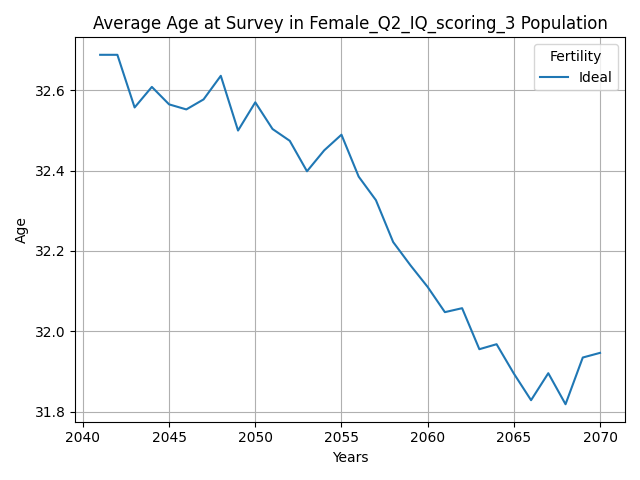 Average Age at Survey in Female_Q2_IQ_scoring_3 Population
Fertility
Ideal
Age
32.6
32.4
32.2
32.0
31.8
2040 2045 2050 2055 2060 2065 2070
Years